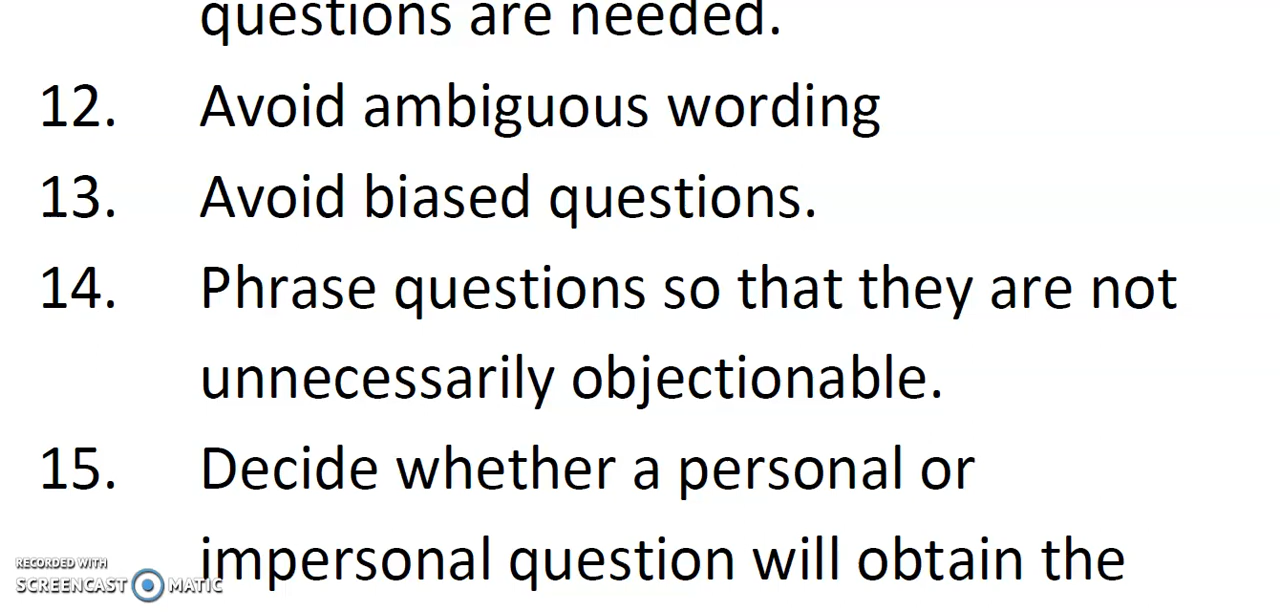 questions are needed.
12. Avoid ambiguous wording
13. Avoid biased questions.
14. Phrase questions so that they are not
unnecessarily objectionable.
15. Decide whether a personal or
impersonal question will obtain the
RECORDED WITH
SCREENCAST MATIC